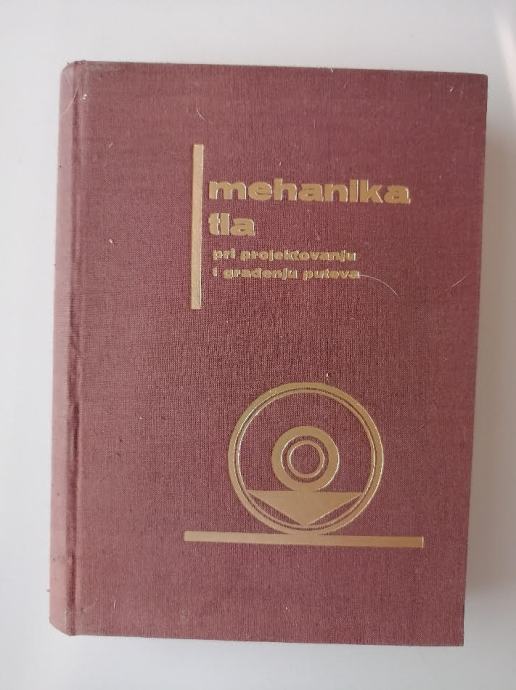 mehanika
tla
pri projektovanju
i građenju puteva